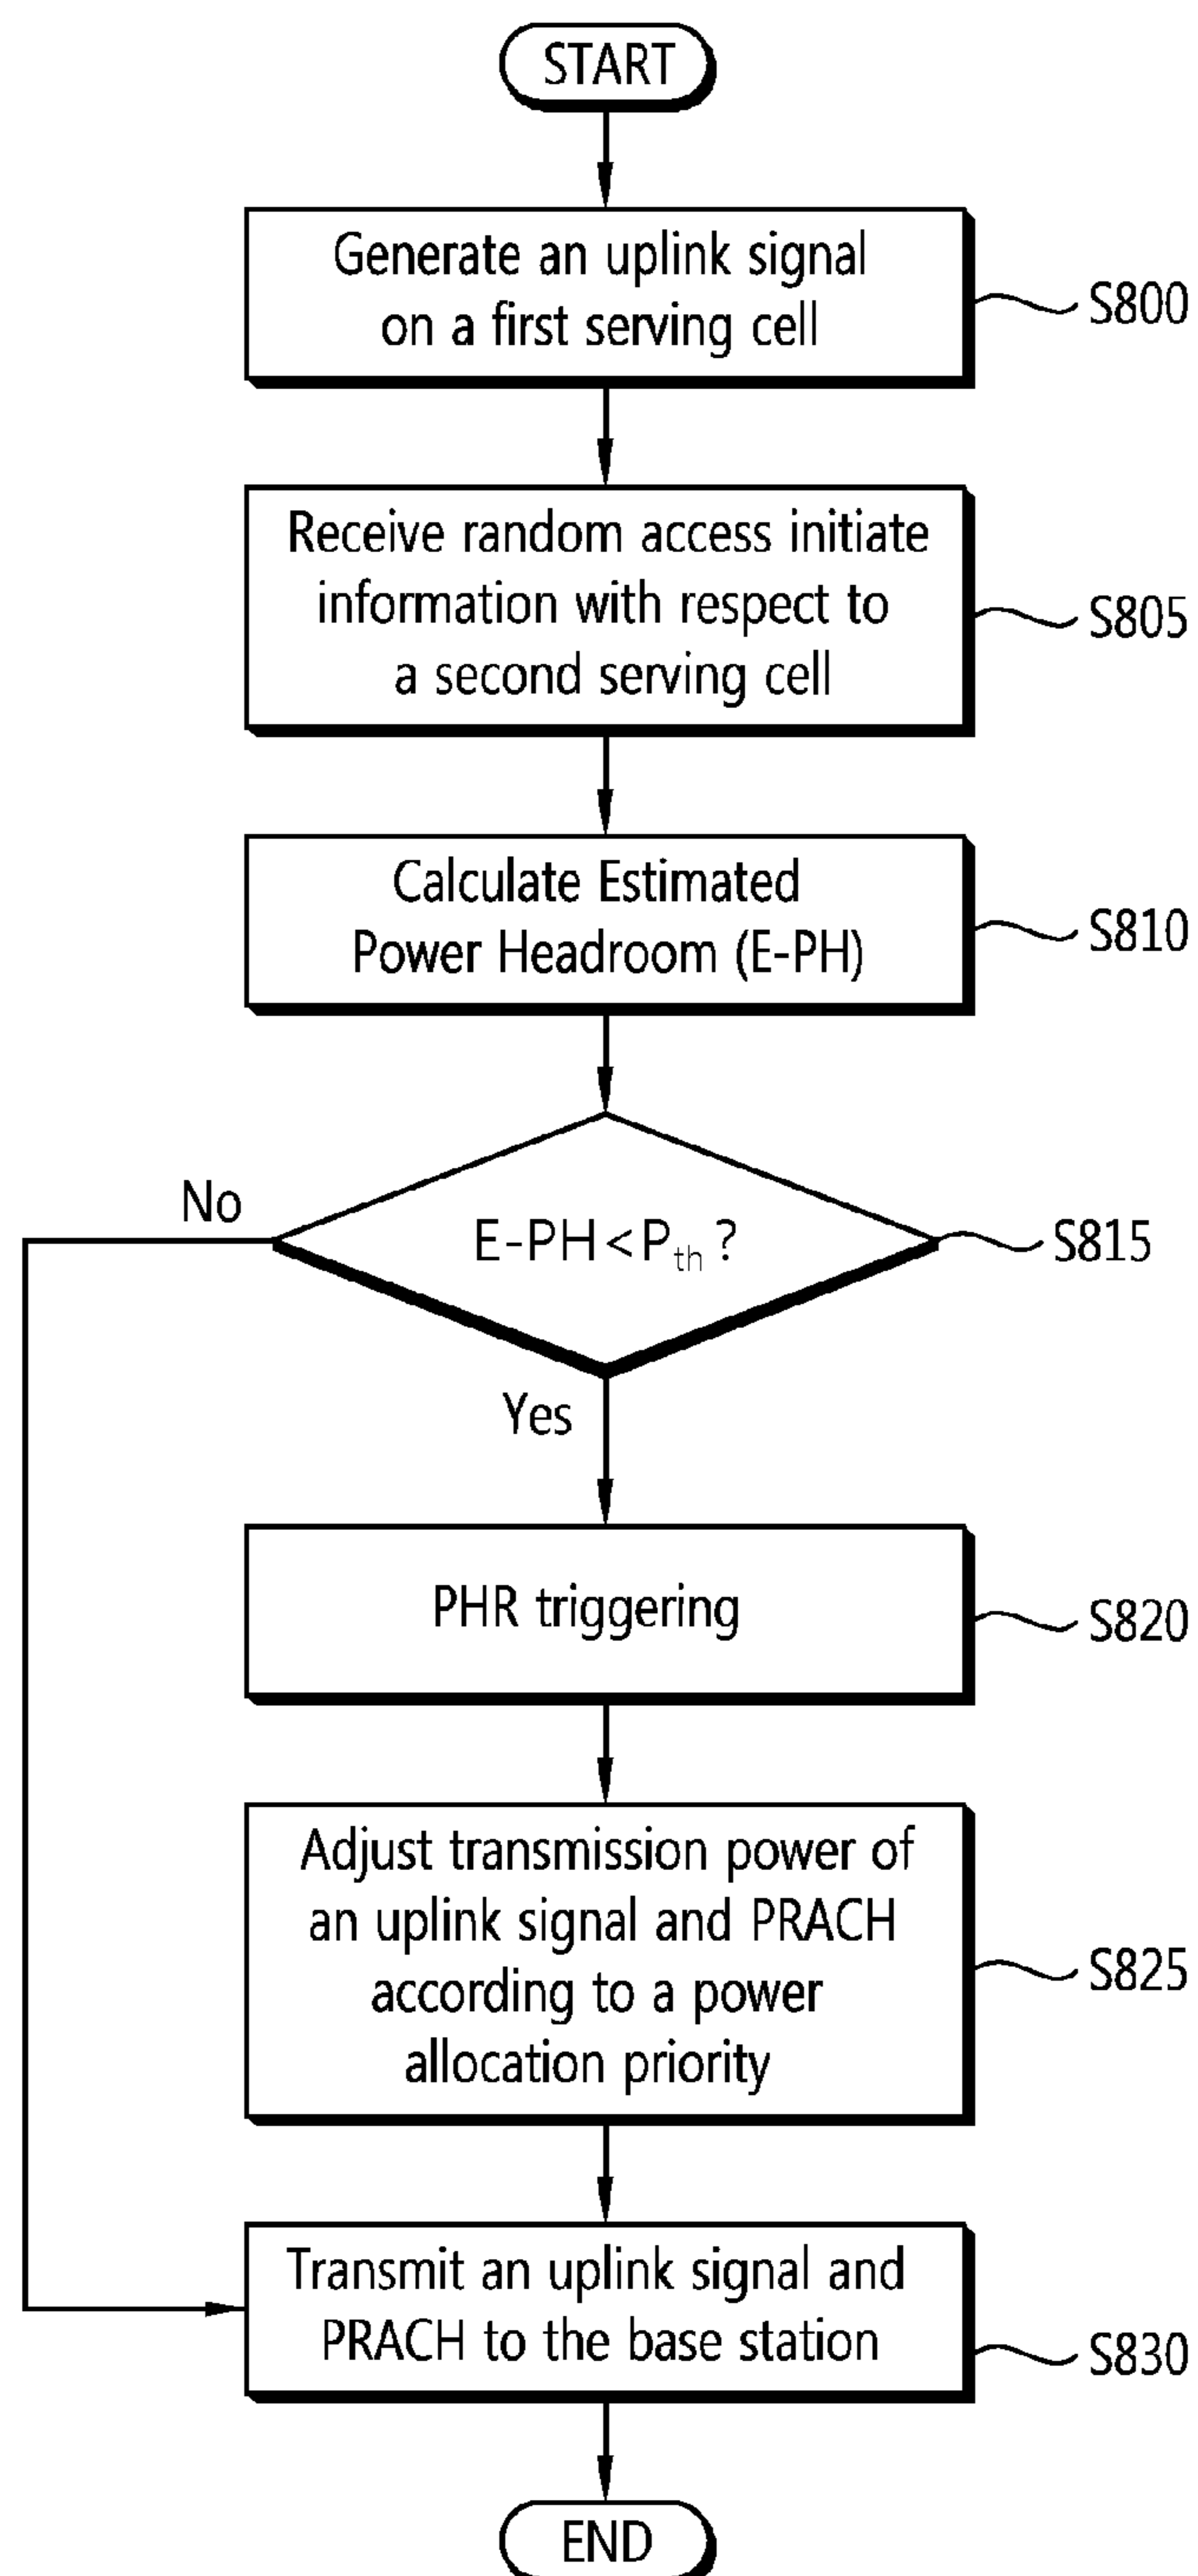 START
Generate an uplink signal
on a first serving cell
S800
Receive random access initiate
information with respect to
a second serving cell
S805
Calculate Estimated
Power Headroom (E-PH)
S810
No
E-PH<Pth ?
S815
Yes
PHR triggering
S820
Adjust transmission power of
an uplink signal and PRACH
according to a power
allocation priority
S825
Transmit an uplink signal and
PRACH to the base station
S830
END